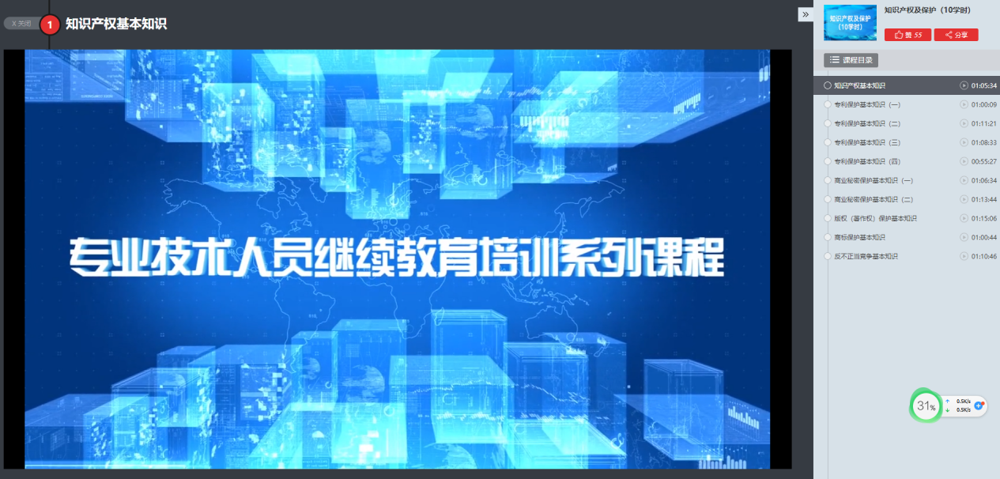 X 关闭
1
知识产权基本知识
专业技术人员继续教育培训系列课程
知识产权及保护
（10学时）
知识产权及保护（10学时）
赞 55
分享
课程目录
知识产权基本知识 01:05:34
专利保护基本知识（一） 01:00:09
专利保护基本知识（二） 01:11:21
专利保护基本知识（三） 01:08:33
专利保护基本知识（四） 00:55:27
商业秘密保护基本知识（一） 01:06:34
商业秘密保护基本知识（二） 01:13:44
版权（著作权）保护基本知识 01:15:06
商标保护基本知识 01:00:44
反不正当竞争基本知识 01:10:46
31%
↑ 0.5K/s
↓ 0.5K/s